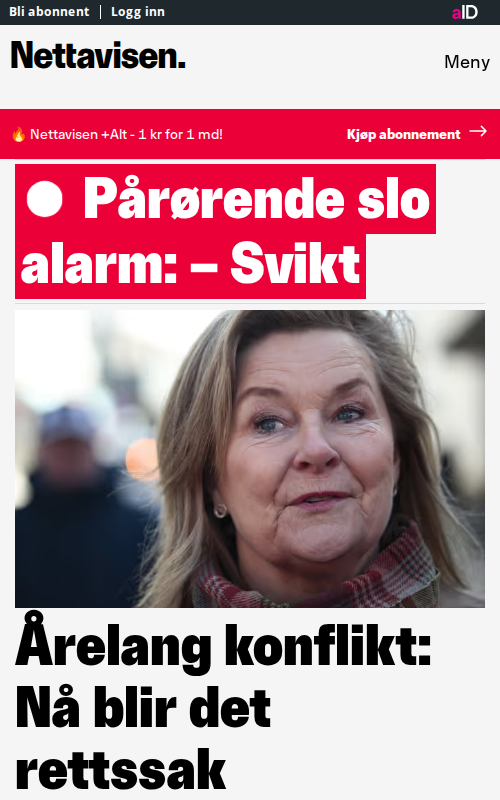 Bli abonnent | Logg inn
aID
Nettavisen.
Meny
🔥 Nettavisen +Alt - 1 kr for 1 md!
Kjøp abonnement →
Pårørende slo
alarm: – Svikt
Årelang konflikt:
Nå blir det
rettssak